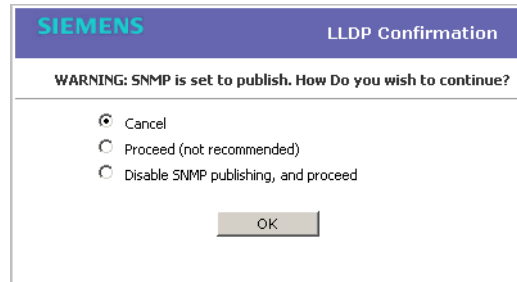 SIEMENS
LLDP Confirmation
WARNING: SNMP is set to publish. How Do you wish to continue?
Cancel
Proceed (not recommended)
Disable SNMP publishing, and proceed
OK